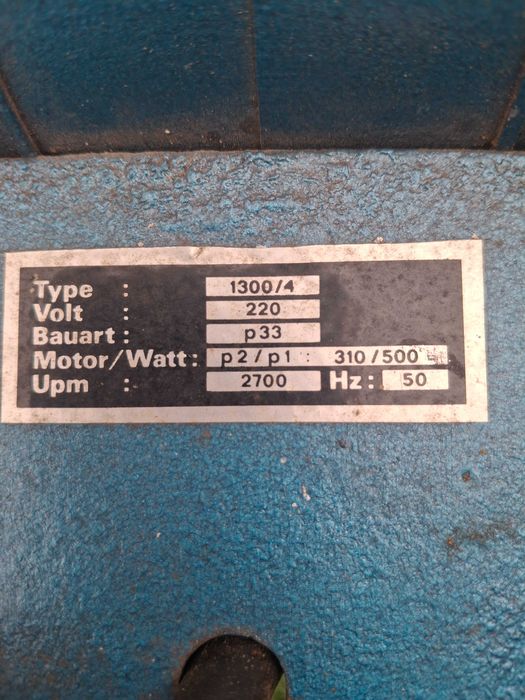 Type : 1300/4
Volt : 220
Bauart : p33
Motor/Watt: p2/p1 : 310/500
Upm : 2700 Hz: 50